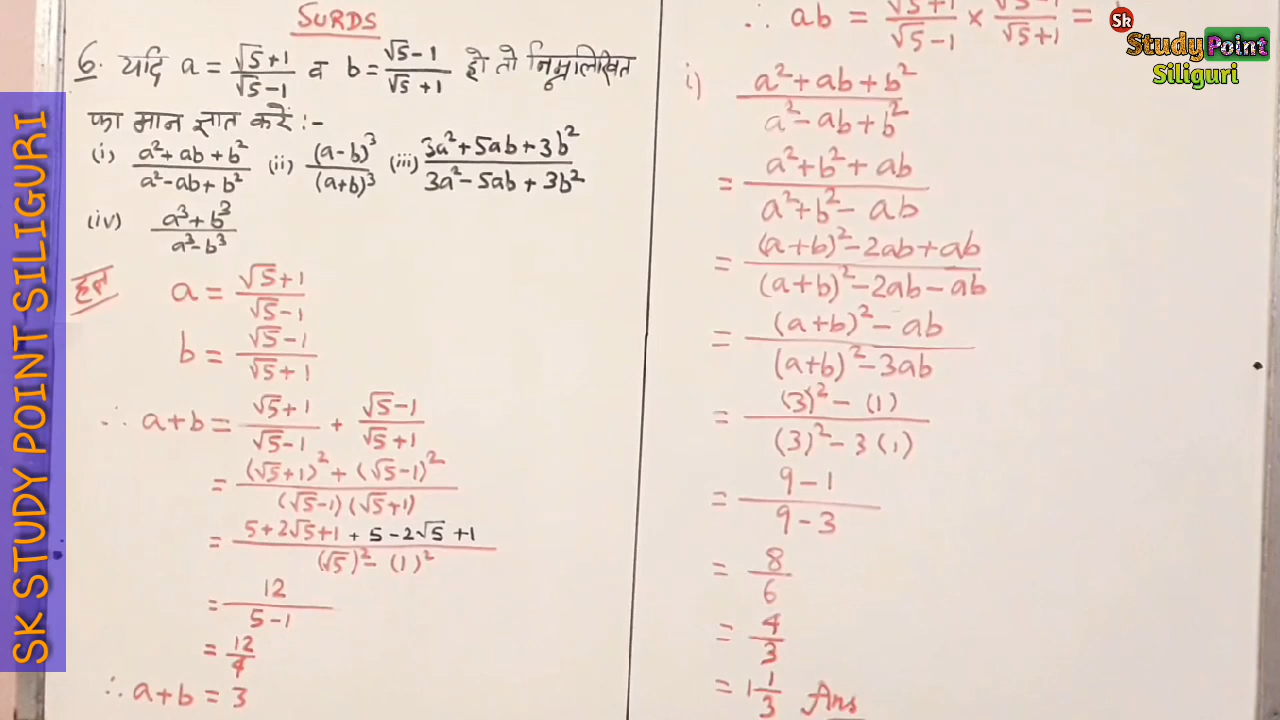 SURDS
6. यदि a = √5+1/√5-1 व b = √5-1/√5+1 हो तो निम्नलिखित
का मान ज्ञात करें :-
(i) a²+ab+b²/a²-ab+b² (ii) (a-b)³/(a+b)³ (iii) 3a²+5ab+3b²/3a²-5ab+3b²
(iv) a³+b³/a³-b³
हल
a = √5+1/√5-1
b = √5-1/√5+1
∴ a+b = √5+1/√5-1 + √5-1/√5+1
= (√5+1)²+(√5-1)²/(√5-1)(√5+1)
= 5+2√5+1+5-2√5+1/(√5)²-(1)²
= 12/5-1
= 12/4
∴ a+b = 3
∴ ab = √5+1/√5-1 × √5-1/√5+1 =
i) a²+ab+b²/a²-ab+b²
= a²+b²+ab/a²+b²-ab
= (a+b)²-2ab+ab/(a+b)²-2ab-ab
= (a+b)²-ab/(a+b)²-3ab
= (3)²-(1)/(3)²-3(1)
= 9-1/9-3
= 8/6
= 4/3
= 1 1/3 Ans
Sk
StudyPoint
Siliguri
SK STUDY POINT SILIGURI